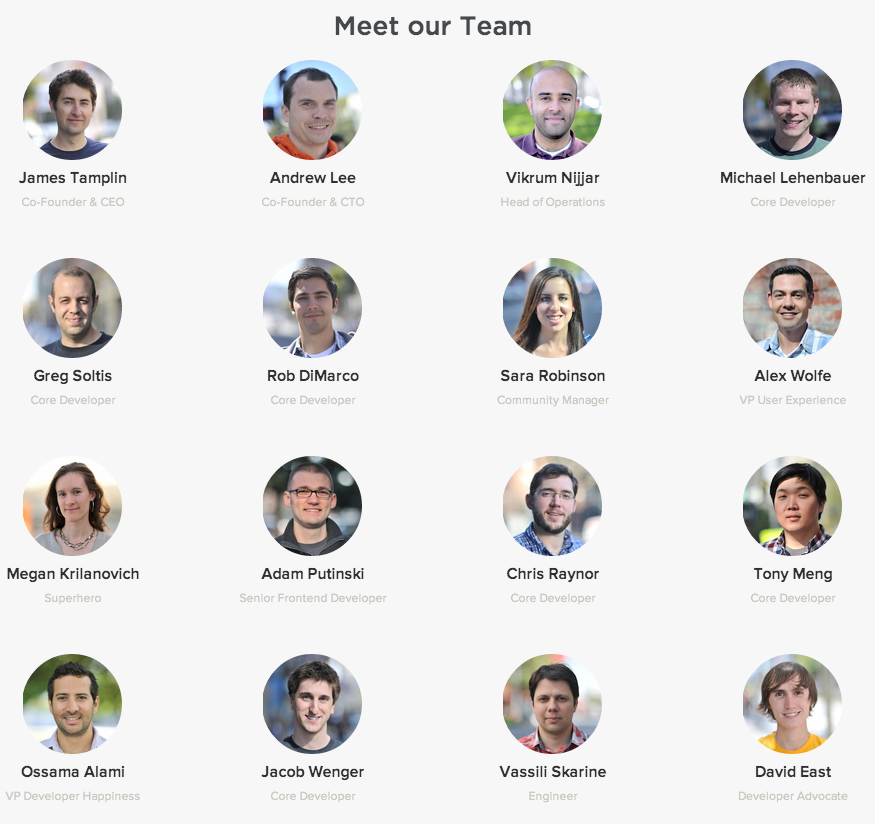 Meet our Team
James Tamplin
Co-Founder & CEO
Andrew Lee
Co-Founder & CTO
Vikrum Nijjar
Head of Operations
Michael Lehenbauer
Core Developer
Greg Soltis
Core Developer
Rob DiMarco
Core Developer
Sara Robinson
Community Manager
Alex Wolfe
VP User Experience
Megan Krilanovich
Superhero
Adam Putinski
Senior Frontend Developer
Chris Raynor
Core Developer
Tony Meng
Core Developer
Ossama Alami
VP Developer Happiness
Jacob Wenger
Core Developer
Vassili Skarine
Engineer
David East
Developer Advocate